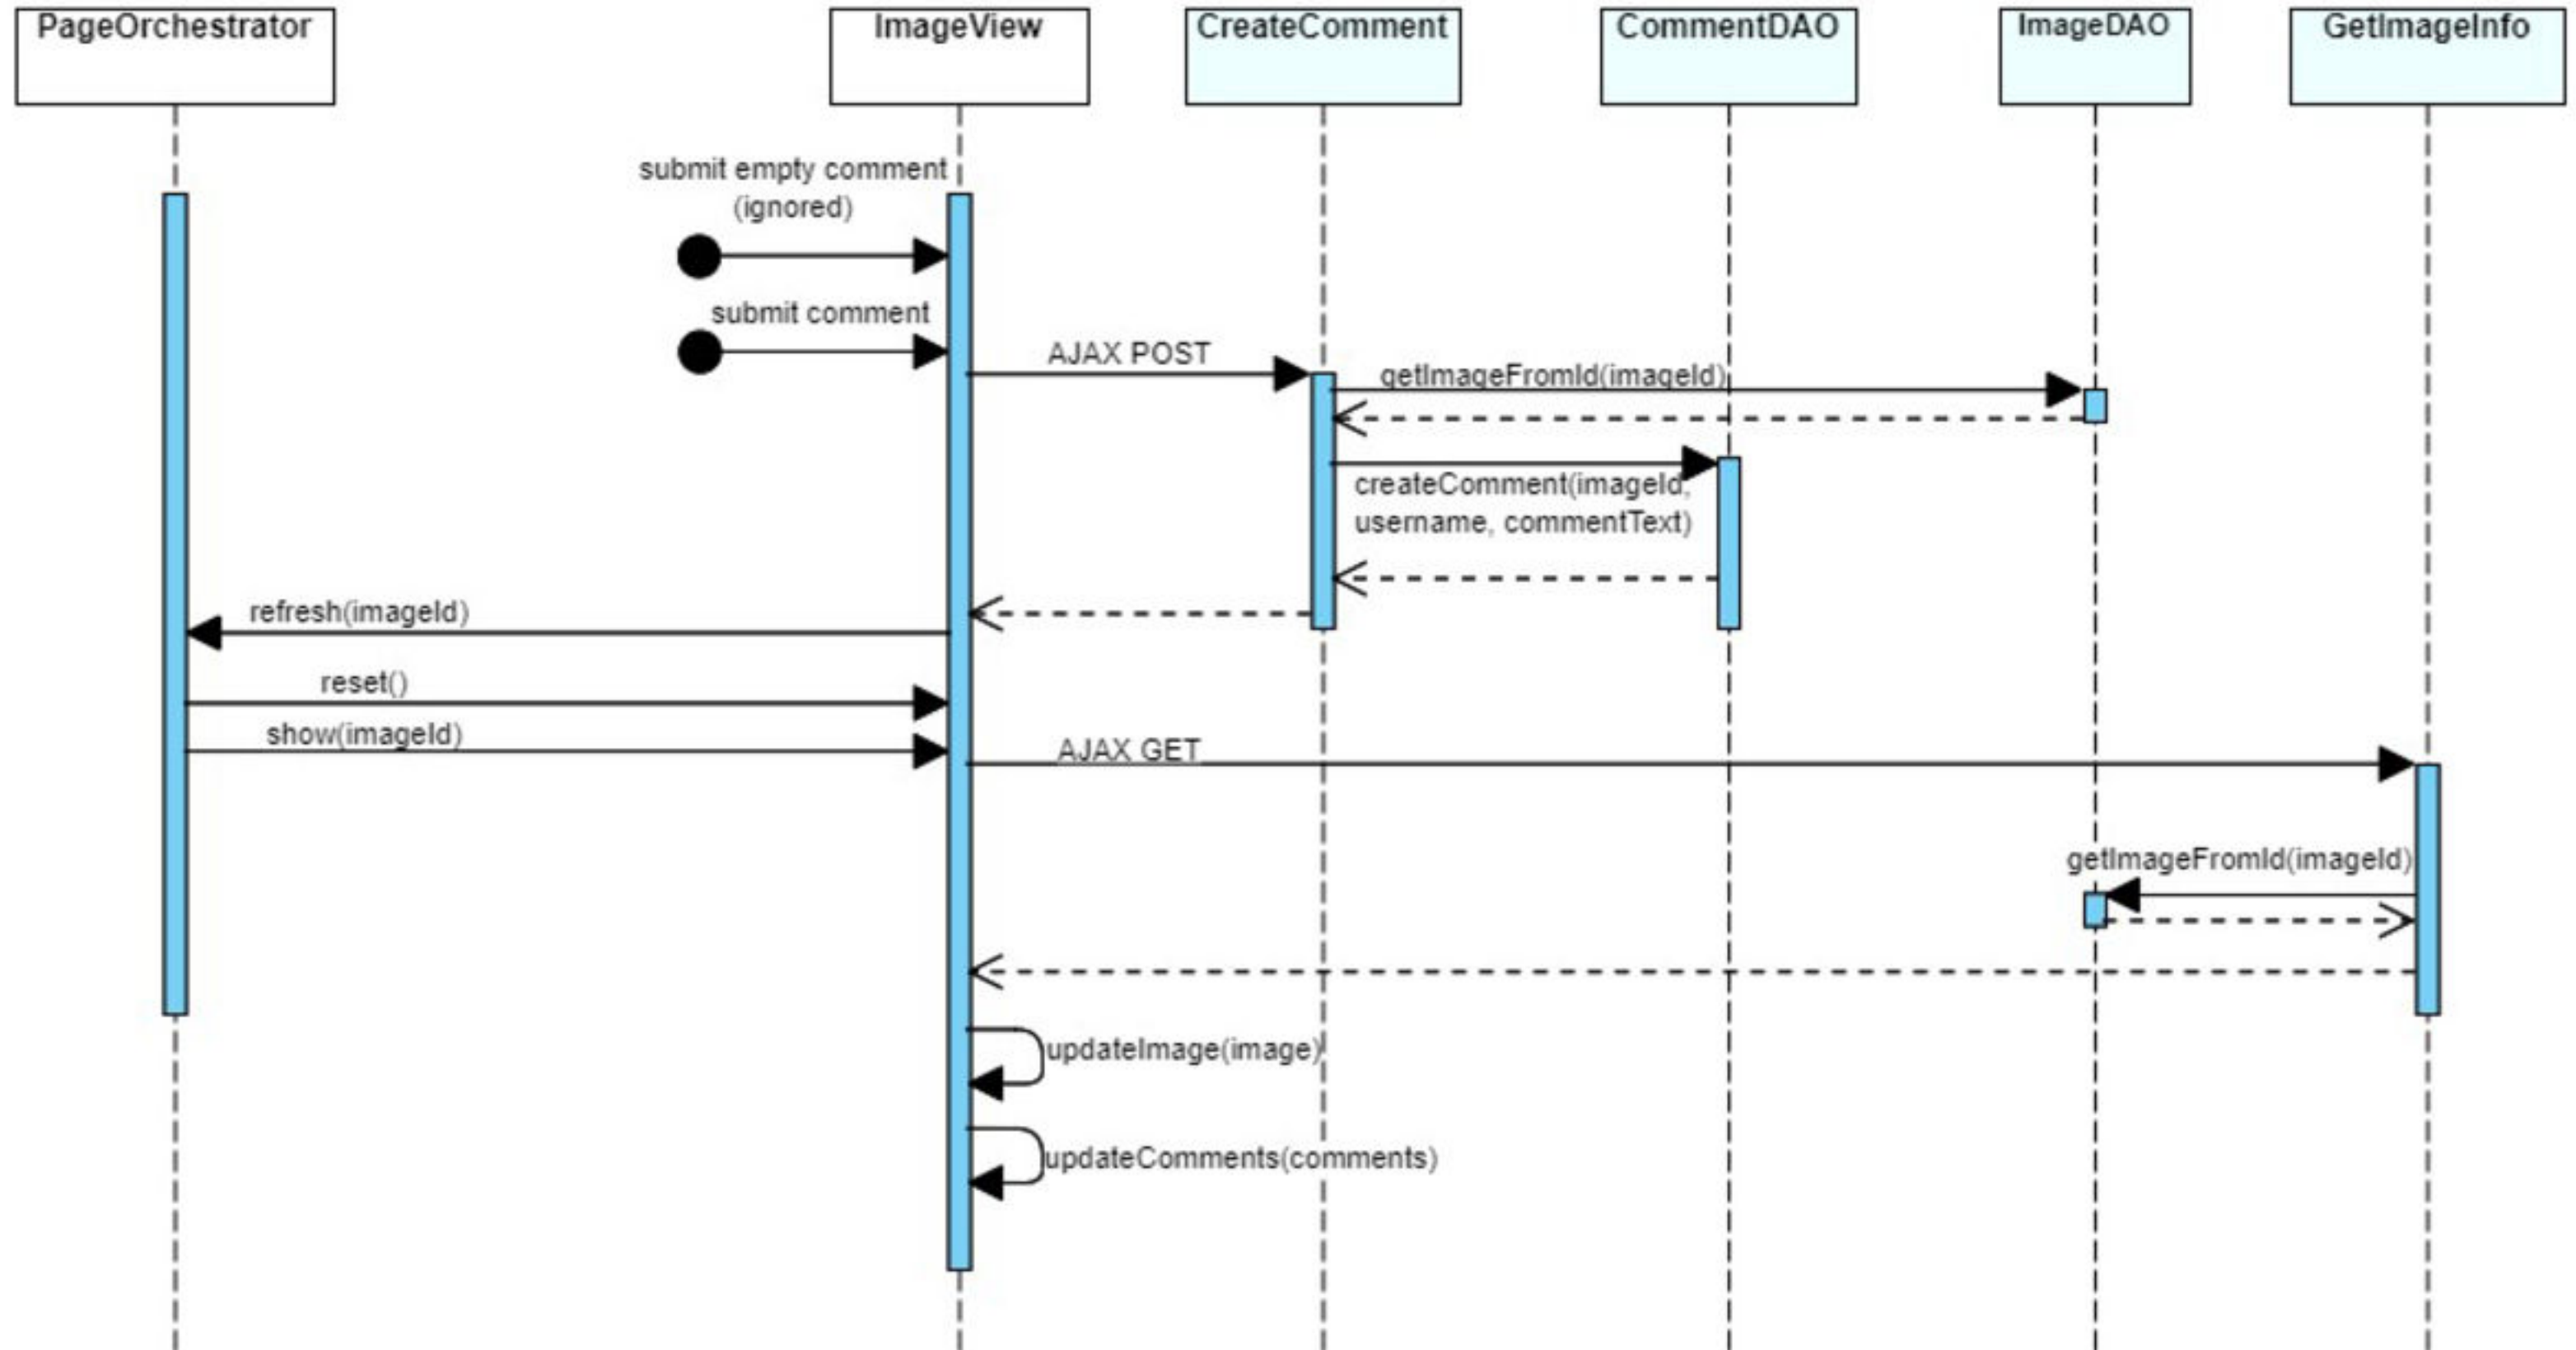 PageOrchestrator
ImageView
CreateComment
CommentDAO
ImageDAO
GetImageInfo
submit empty comment
(ignored)
submit comment
AJAX POST
getImageFromId(imageId)
createComment(imageId,
username, commentText)
refresh(imageId)
reset()
show(imageId)
AJAX GET
getImageFromId(imageId)
updateImage(image)
updateComments(comments)